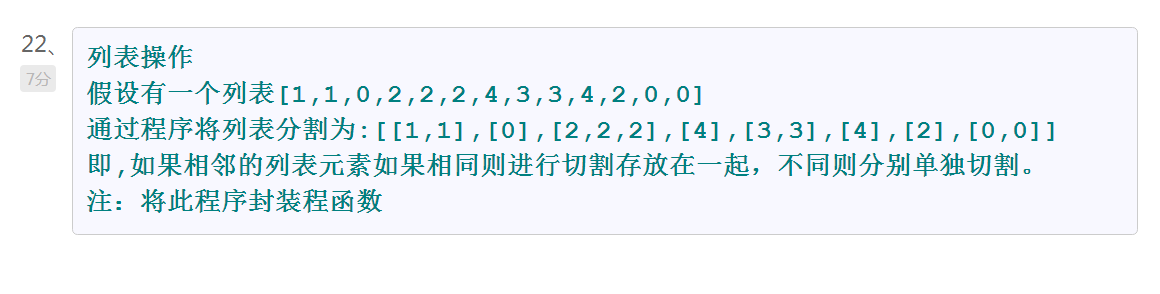 22、
7分
列表操作
假设有一个列表[1,1,0,2,2,2,4,3,3,4,2,0,0]
通过程序将列表分割为:[[1,1],[0],[2,2,2],[4],[3,3],[4],[2],[0,0]]
即,如果相邻的列表元素如果相同则进行切割存放在一起，不同则分别单独切割。
注：将此程序封装程函数